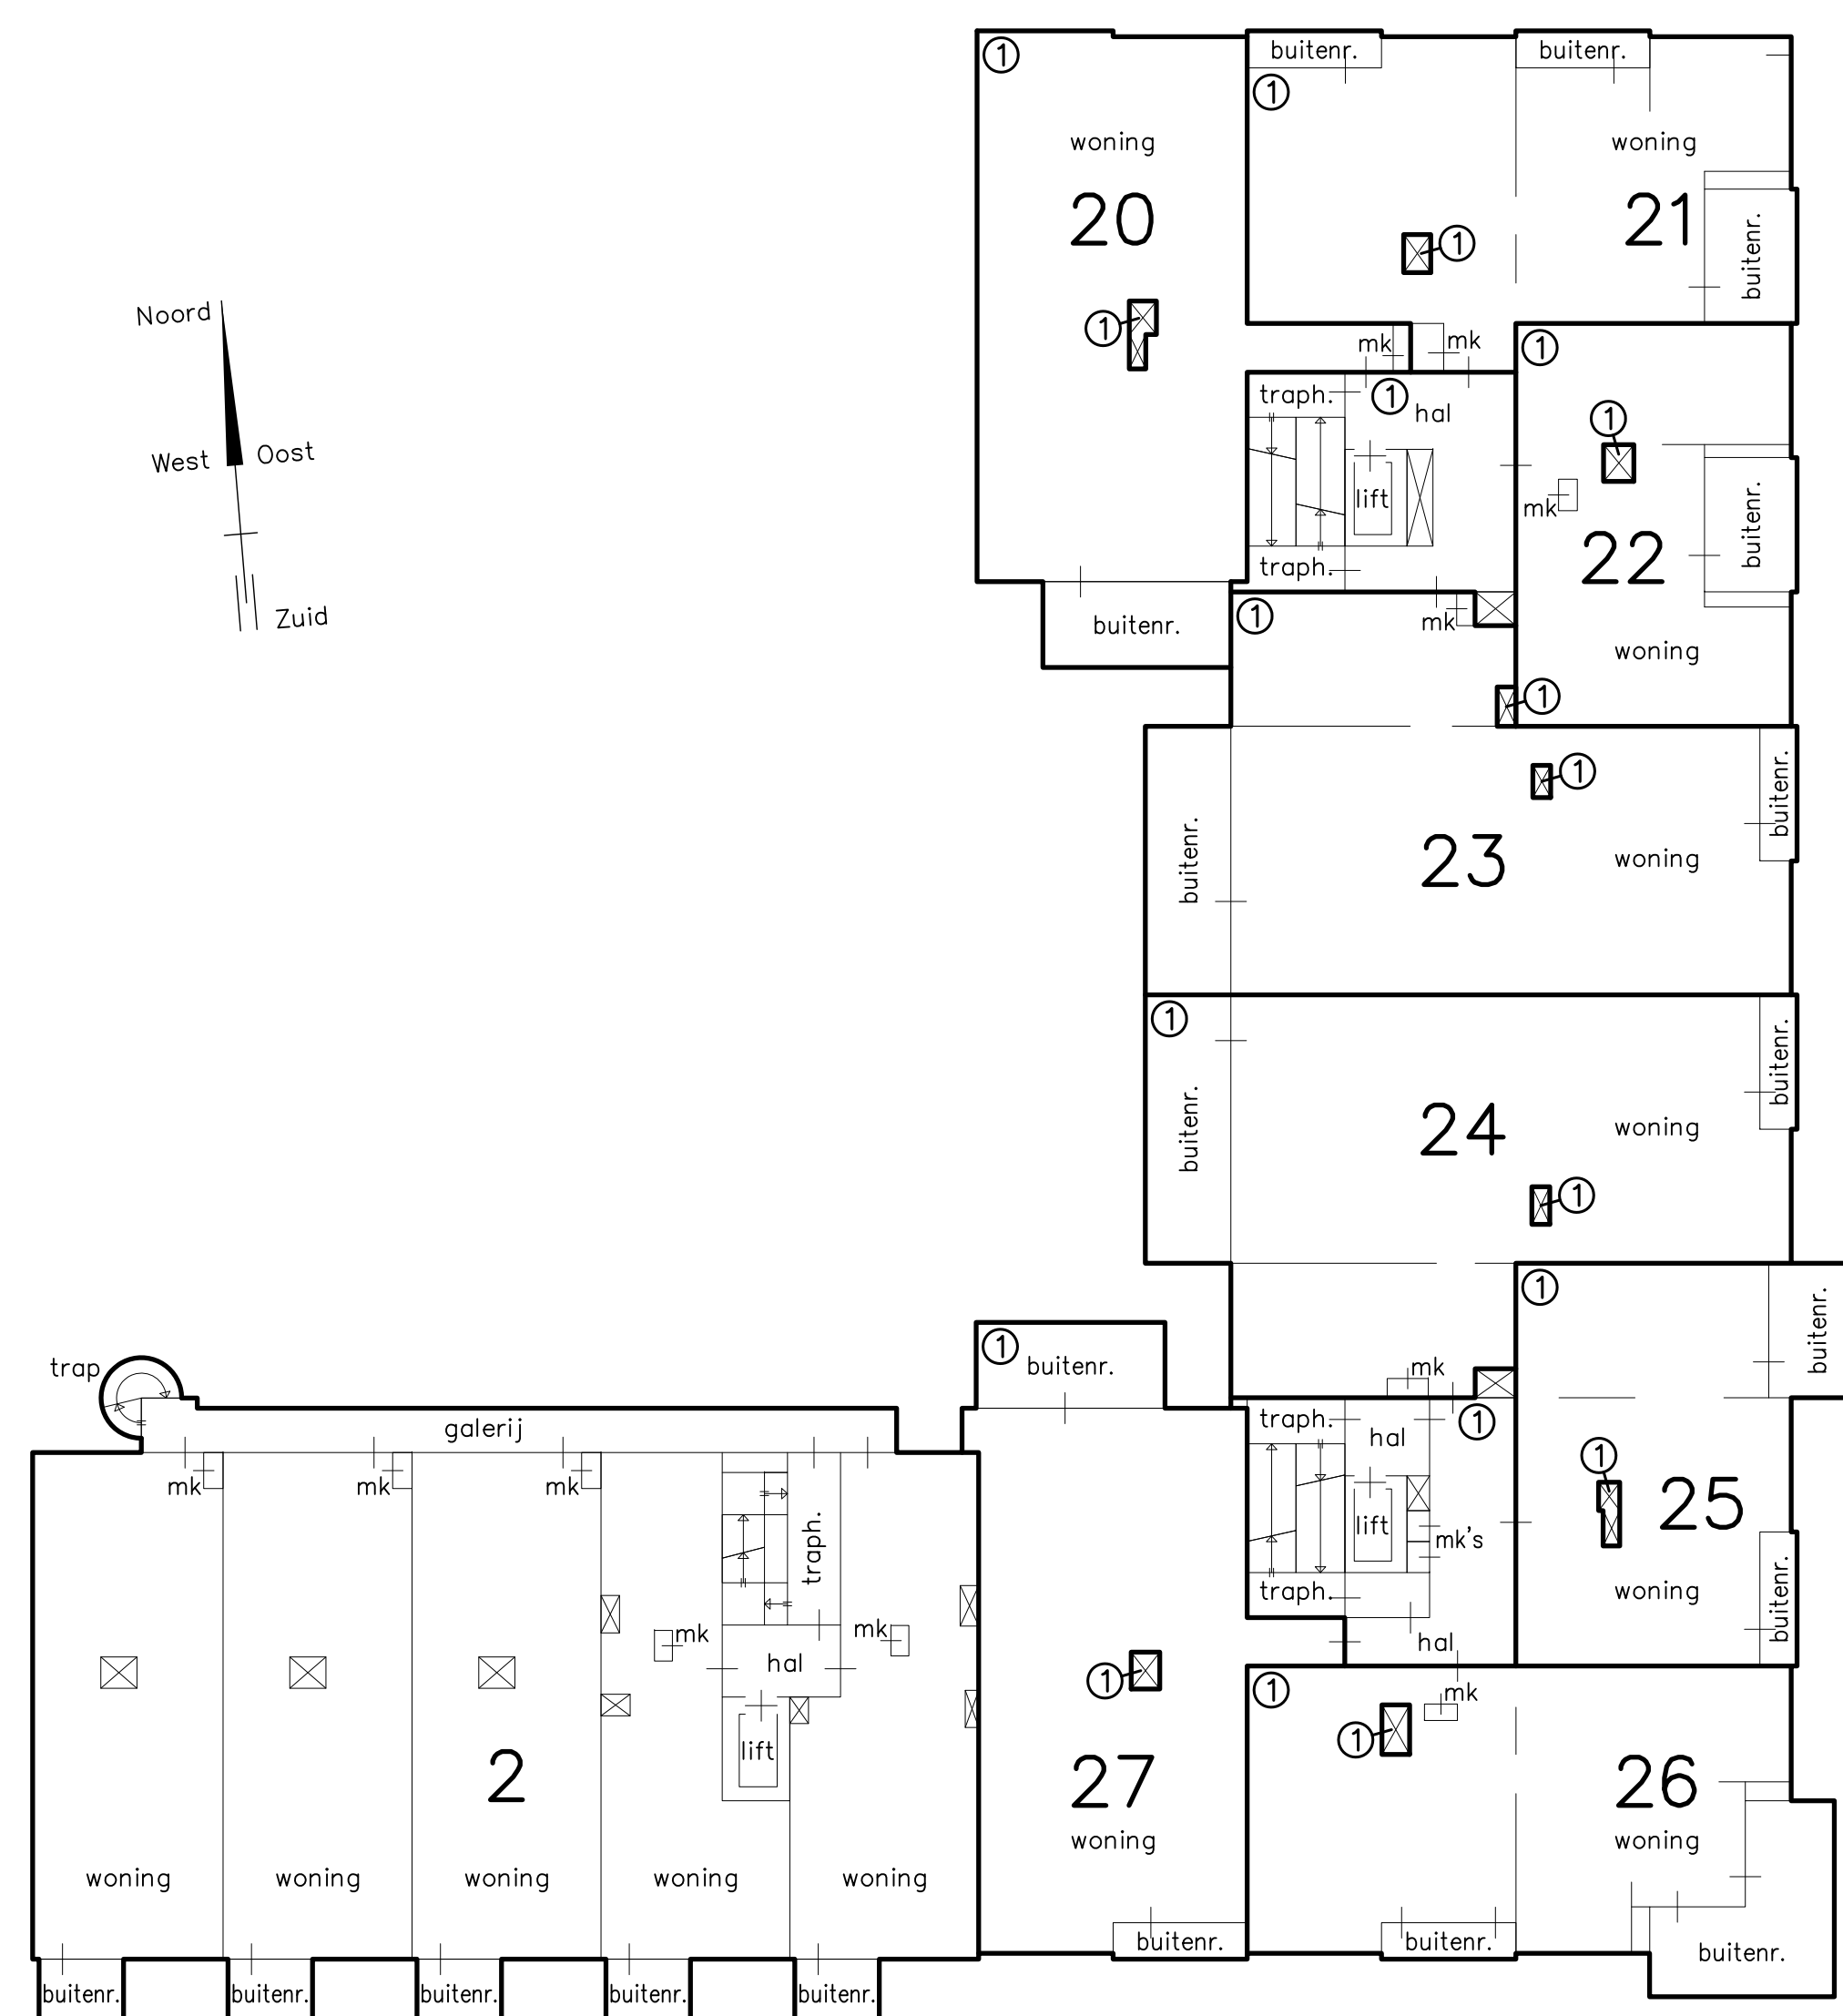 1
buitenr.
buitenr.
1
woning
woning
20
21
1
buitenr.
Noord
1
mk
mk
1
traph.
1
hal
1
West
Oost
lift
mk
buitenr.
22
traph.
Zuid
1
mk
buitenr.
woning
1
buitenr.
1
23
woning
buitenr.
1
buitenr.
24
woning
buitenr.
1
1
buitenr.
1
buitenr.
trap
mk
galerij
traph.
hal
1
1
mk
mk
mk
traph.
lift
mk's
25
mk
mk
traph.
woning
buitenr.
hal
hal
1
1
mk
1
lift
2
27
26
woning
woning
woning
woning
woning
woning
woning
buitenr.
buitenr.
buitenr.
buitenr.
buitenr.
buitenr.
buitenr.
buitenr.